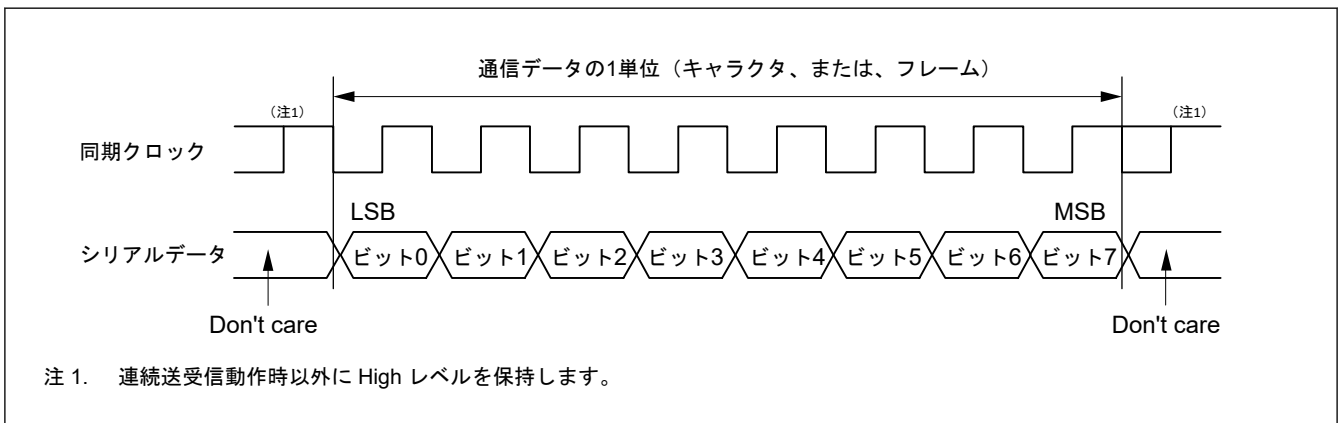 通信データの1単位（キャラクタ、または、フレーム）
（注1）
（注1）
同期クロック
LSB
MSB
シリアルデータ
ビット0 ビット1 ビット2 ビット3 ビット4 ビット5 ビット6 ビット7
Don't care
Don't care
注 1. 連続送受信動作時以外に High レベルを保持します。